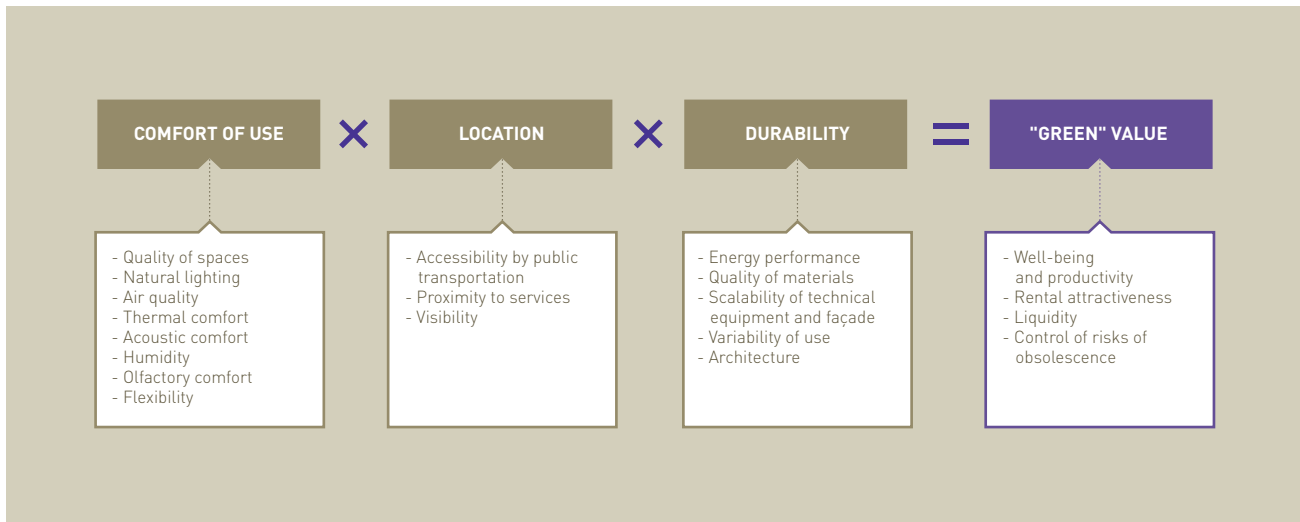 COMFORT OF USE × LOCATION × DURABILITY = "GREEN" VALUE
- Quality of spaces
- Natural lighting
- Air quality
- Thermal comfort
- Acoustic comfort
- Humidity
- Olfactory comfort
- Flexibility
- Accessibility by public
transportation
- Proximity to services
- Visibility
- Energy performance
- Quality of materials
- Scalability of technical
equipment and façade
- Variability of use
- Architecture
- Well-being
and productivity
- Rental attractiveness
- Liquidity
- Control of risks of
obsolescence